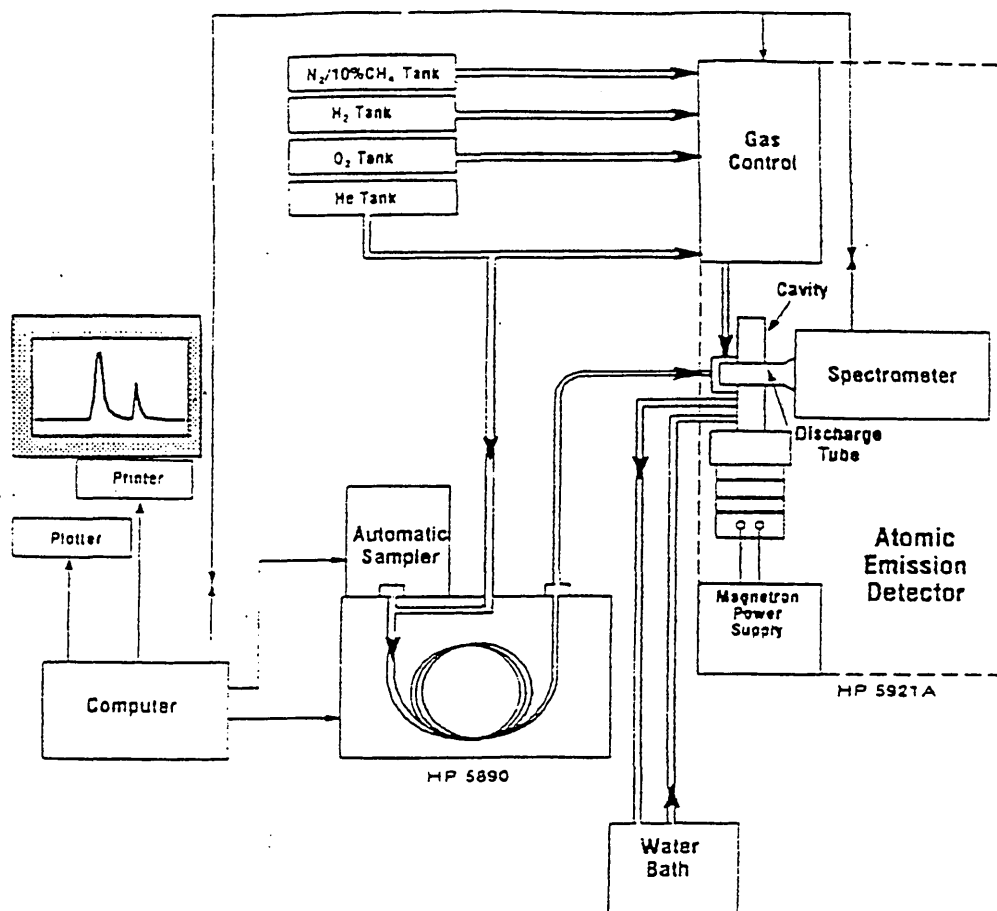 N₂/10%CH₄ Tank
H₂ Tank
O₂ Tank
He Tank
Gas
Control
Cavity
Spectrometer
Discharge
Tube
Printer
Plotter
Automatic
Sampler
Atomic
Emission
Detector
Magnetron
Power
Supply
Computer
HP 5921A
HP 5890
Water
Bath